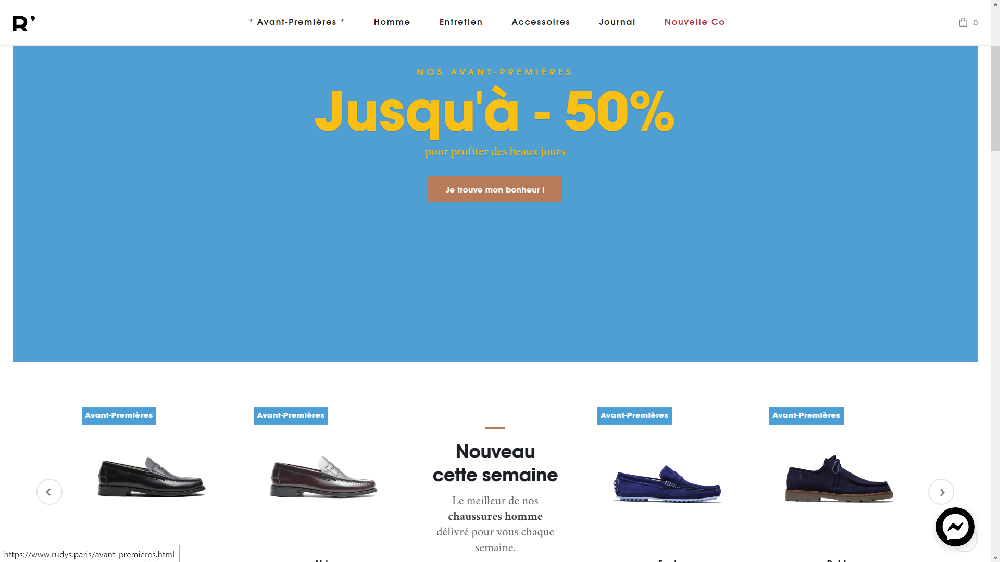 R’
* Avant-Premières *
Homme
Entretien
Accessoires
Journal
Nouvelle Co'
0
NOS AVANT-PREMIÈRES
Jusqu'à - 50%
pour profiter des beaux jours
Je trouve mon bonheur !
Avant-Premières
Avant-Premières
Avant-Premières
Avant-Premières
Nouveau
cette semaine
Le meilleur de nos
chaussures homme
délivré pour vous chaque
semaine.
https://www.rudys.paris/avant-premieres.html